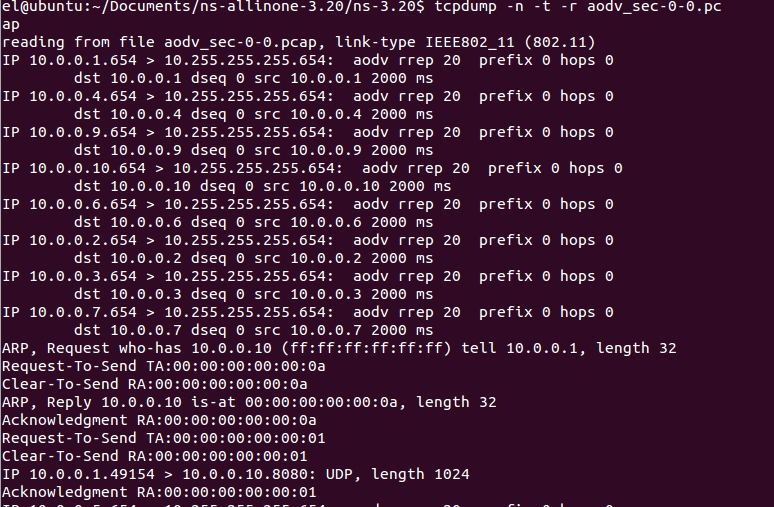 el@ubuntu:~/Documents/ns-allinone-3.20/ns-3.20$ tcpdump -n -t -r aodv_sec-0-0.pc
ap
reading from file aodv_sec-0-0.pcap, link-type IEEE802_11 (802.11)
IP 10.0.0.1.654 > 10.255.255.255.654:  aodv rrep 20  prefix 0 hops 0
        dst 10.0.0.1 dseq 0 src 10.0.0.1 2000 ms
IP 10.0.0.4.654 > 10.255.255.255.654:  aodv rrep 20  prefix 0 hops 0
        dst 10.0.0.4 dseq 0 src 10.0.0.4 2000 ms
IP 10.0.0.9.654 > 10.255.255.255.654:  aodv rrep 20  prefix 0 hops 0
        dst 10.0.0.9 dseq 0 src 10.0.0.9 2000 ms
IP 10.0.0.10.654 > 10.255.255.255.654:  aodv rrep 20  prefix 0 hops 0
        dst 10.0.0.10 dseq 0 src 10.0.0.10 2000 ms
IP 10.0.0.6.654 > 10.255.255.255.654:  aodv rrep 20  prefix 0 hops 0
        dst 10.0.0.6 dseq 0 src 10.0.0.6 2000 ms
IP 10.0.0.2.654 > 10.255.255.255.654:  aodv rrep 20  prefix 0 hops 0
        dst 10.0.0.2 dseq 0 src 10.0.0.2 2000 ms
IP 10.0.0.3.654 > 10.255.255.255.654:  aodv rrep 20  prefix 0 hops 0
        dst 10.0.0.3 dseq 0 src 10.0.0.3 2000 ms
IP 10.0.0.7.654 > 10.255.255.255.654:  aodv rrep 20  prefix 0 hops 0
        dst 10.0.0.7 dseq 0 src 10.0.0.7 2000 ms
ARP, Request who-has 10.0.0.10 (ff:ff:ff:ff:ff:ff) tell 10.0.0.1, length 32
Request-To-Send TA:00:00:00:00:00:0a
Clear-To-Send RA:00:00:00:00:00:0a
ARP, Reply 10.0.0.10 is-at 00:00:00:00:00:0a, length 32
Acknowledgment RA:00:00:00:00:00:0a
Request-To-Send TA:00:00:00:00:00:01
Clear-To-Send RA:00:00:00:00:00:01
IP 10.0.0.1.49154 > 10.0.0.10.8080: UDP, length 1024
Acknowledgment RA:00:00:00:00:00:01